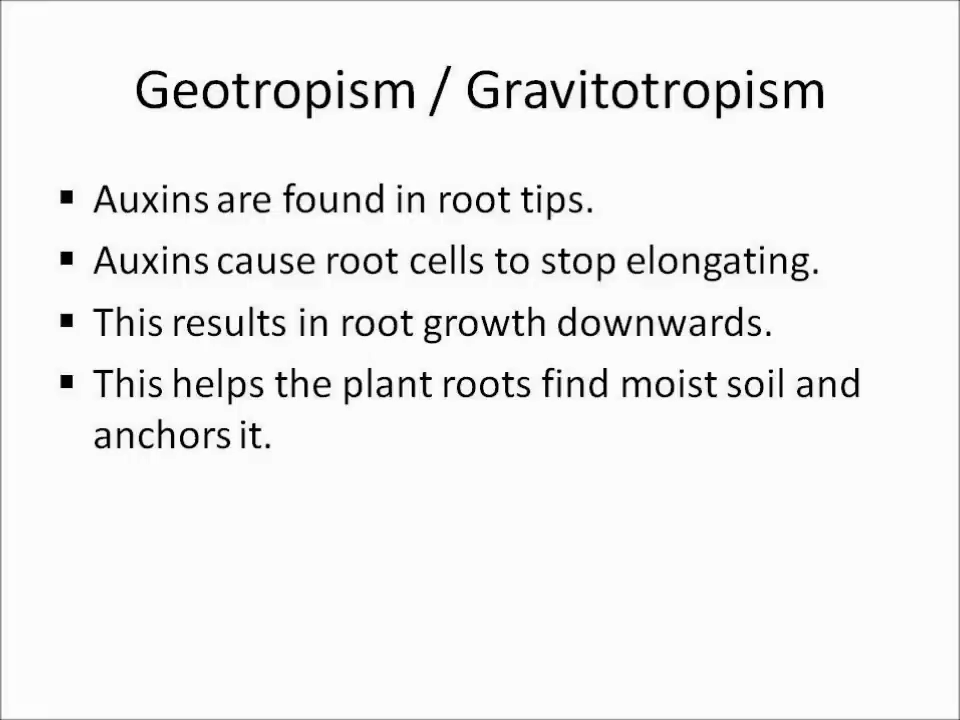 Geotropism / Gravitotropism
▪ Auxins are found in root tips.
▪ Auxins cause root cells to stop elongating.
▪ This results in root growth downwards.
▪ This helps the plant roots find moist soil and
anchors it.